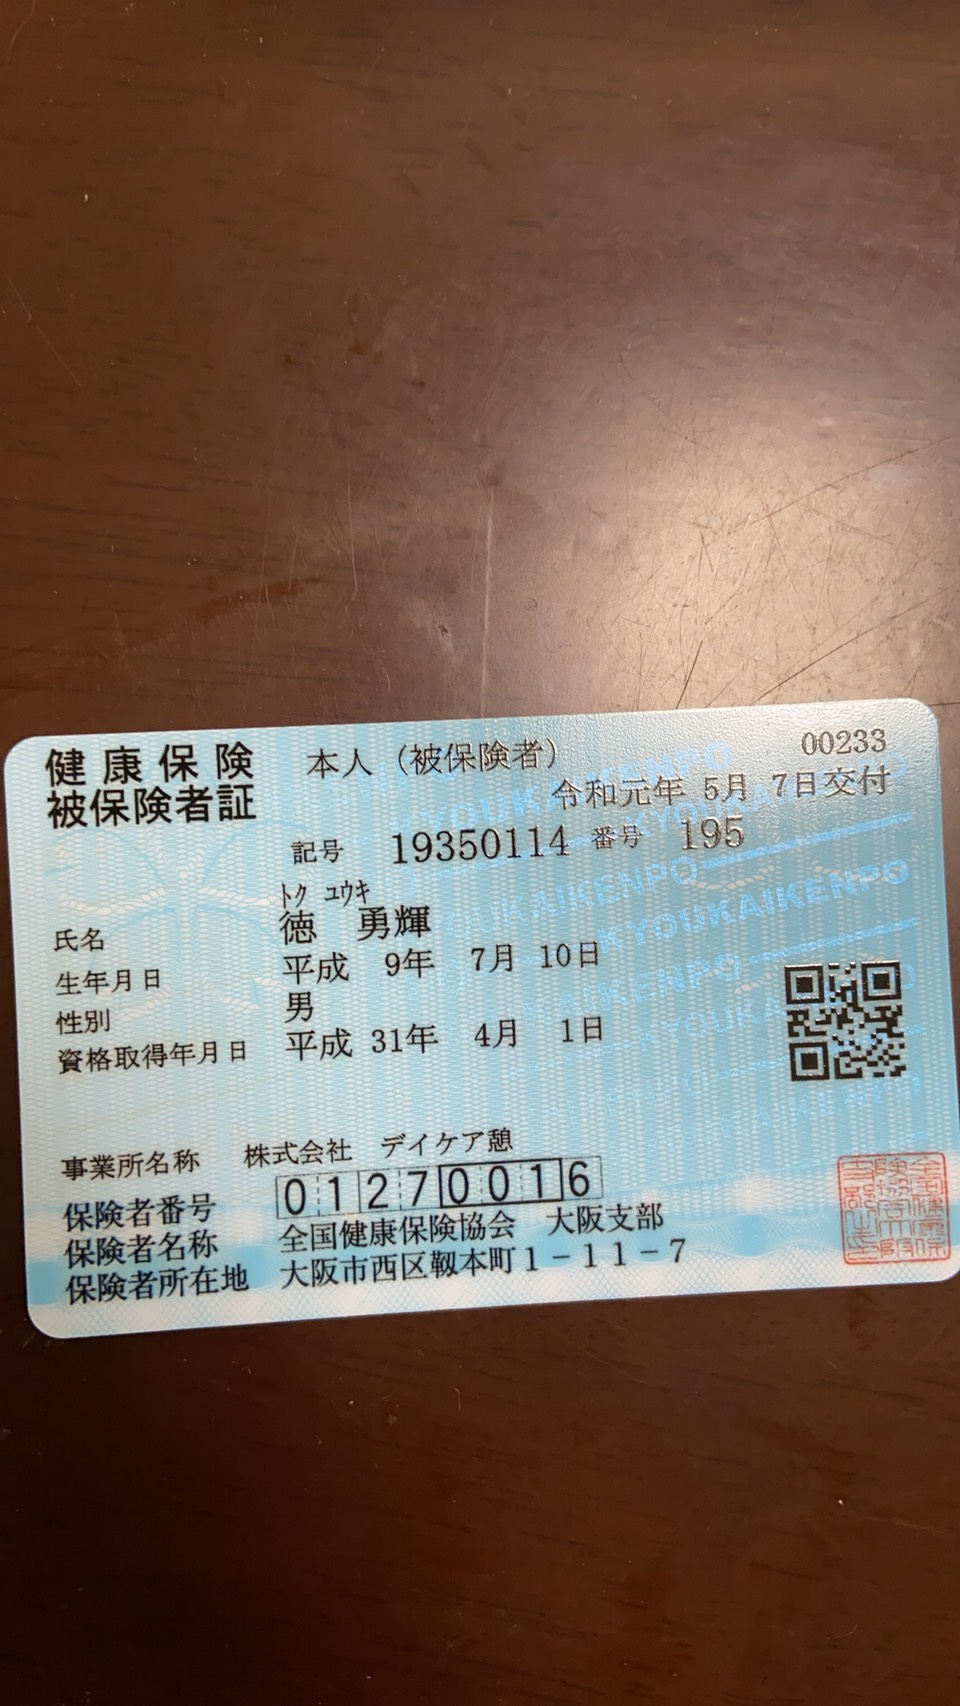 健康保険
被保険者証
本人（被保険者）
00233
令和元年 5月 7日交付
記号 19350114 番号 195
トク ユウキ
氏名 徳 勇輝
生年月日 平成 9年 7月 10日
性別 男
資格取得年月日 平成 31年 4月 1日
事業所名称 株式会社 デイケア憩
保険者番号 01270016
保険者名称 全国健康保険協会 大阪支部
保険者所在地 大阪市西区靱本町1－11－7
KYOUKAIKENPO